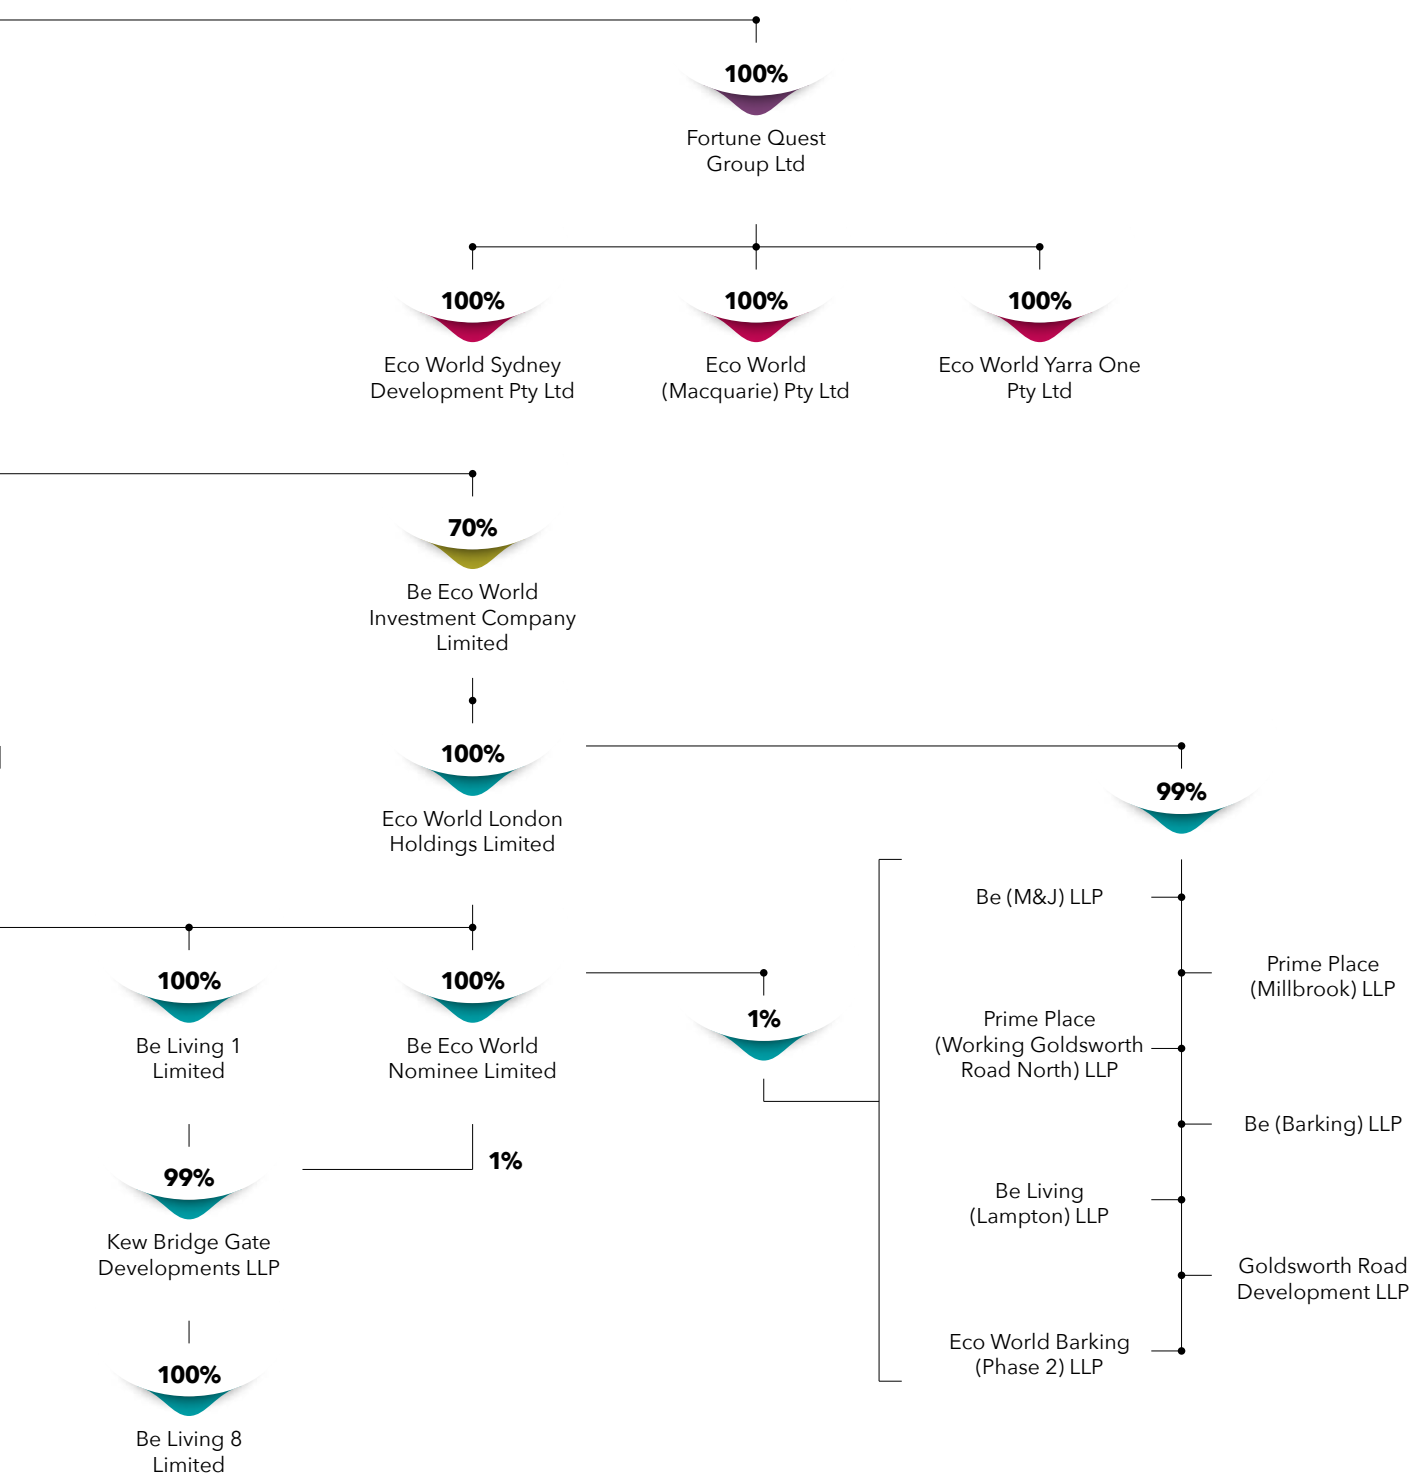 100%
Fortune Quest
Group Ltd
100%
Eco World Sydney
Development Pty Ltd
100%
Eco World
(Macquarie) Pty Ltd
100%
Eco World Yarra One
Pty Ltd
70%
Be Eco World
Investment Company
Limited
100%
Eco World London
Holdings Limited
99%
Be (M&J) LLP
Prime Place
(Millbrook) LLP
Prime Place
(Working Goldsworth
Road North) LLP
Be (Barking) LLP
Be Living
(Lampton) LLP
Goldsworth Road
Development LLP
Eco World Barking
(Phase 2) LLP
100%
Be Living 1
Limited
100%
Be Eco World
Nominee Limited
1%
1%
99%
Kew Bridge Gate
Developments LLP
100%
Be Living 8
Limited